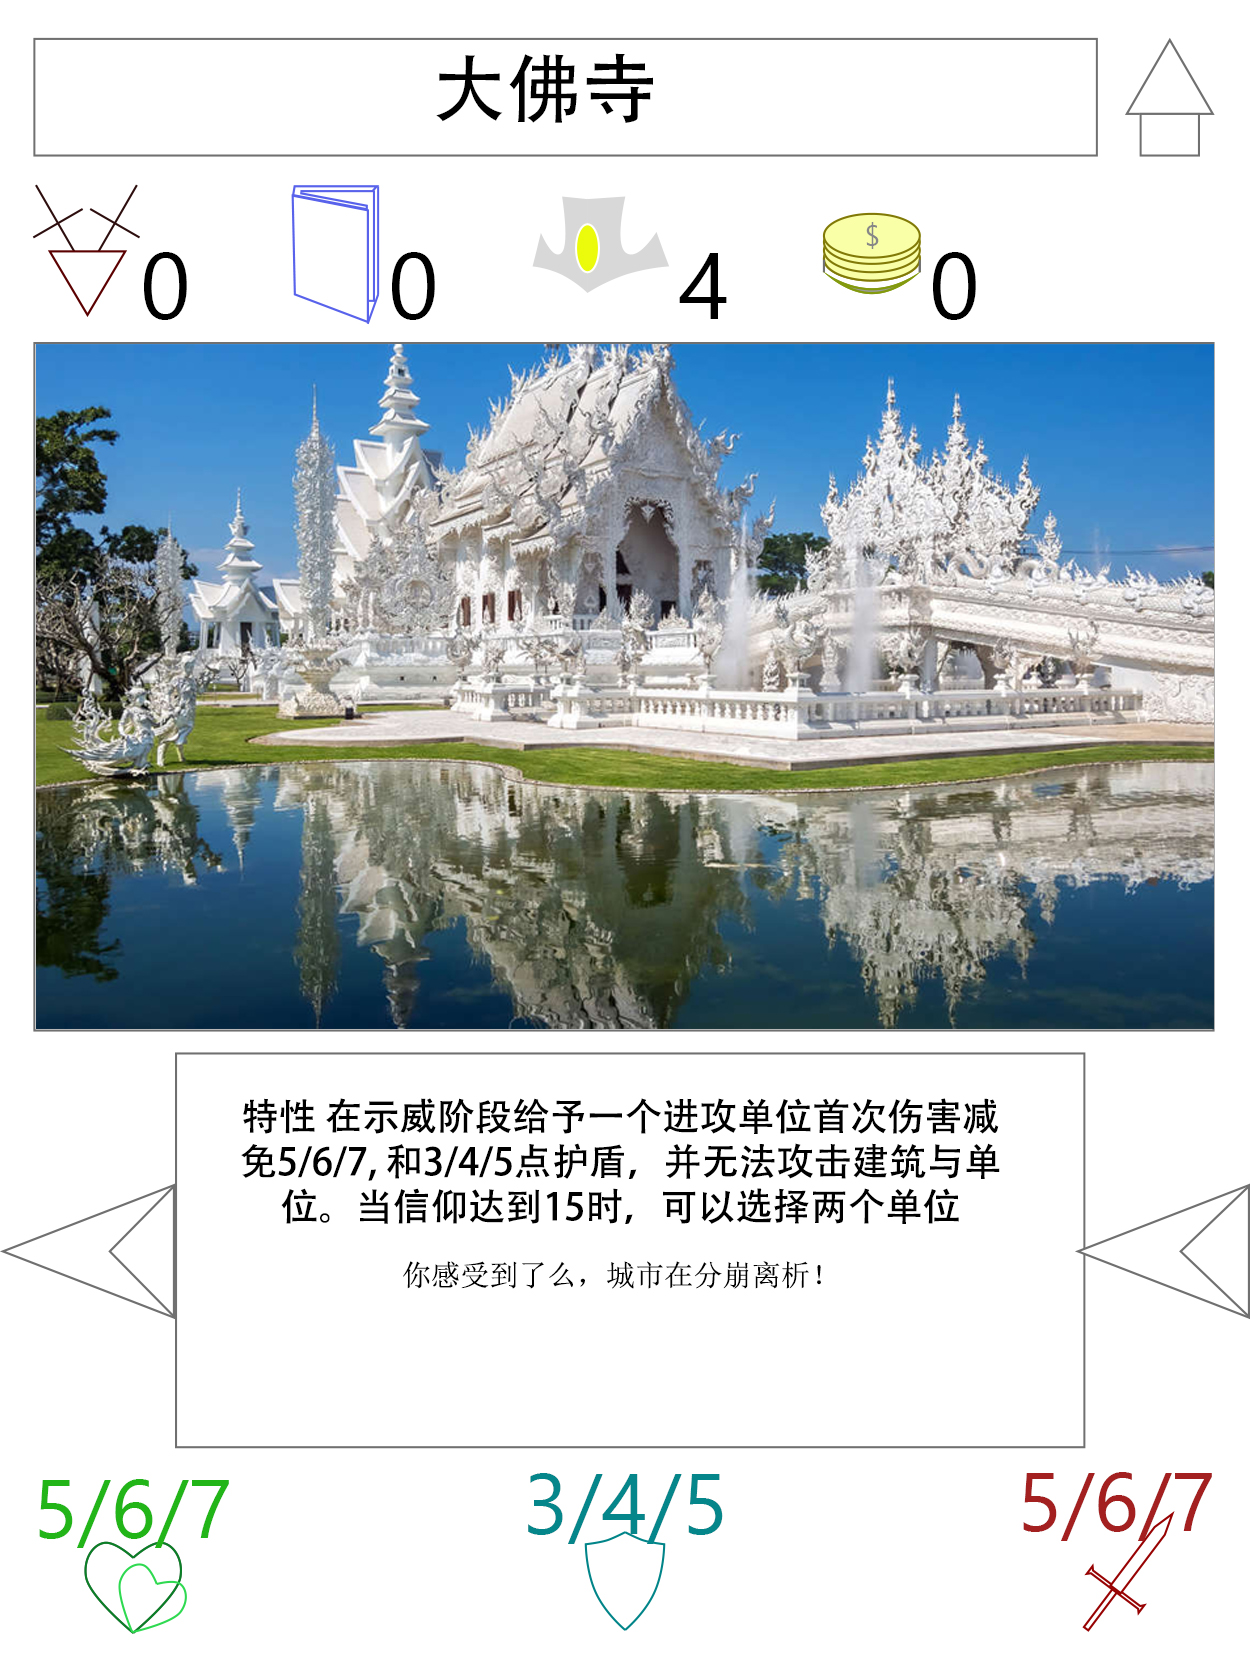 大佛寺
0 0 4 $ 0
特性 在示威阶段给予一个进攻单位首次伤害减
免5/6/7, 和3/4/5点护盾，并无法攻击建筑与单
位。当信仰达到15时，可以选择两个单位
你感受到了么，城市在分崩离析！
5/6/7 3/4/5 5/6/7